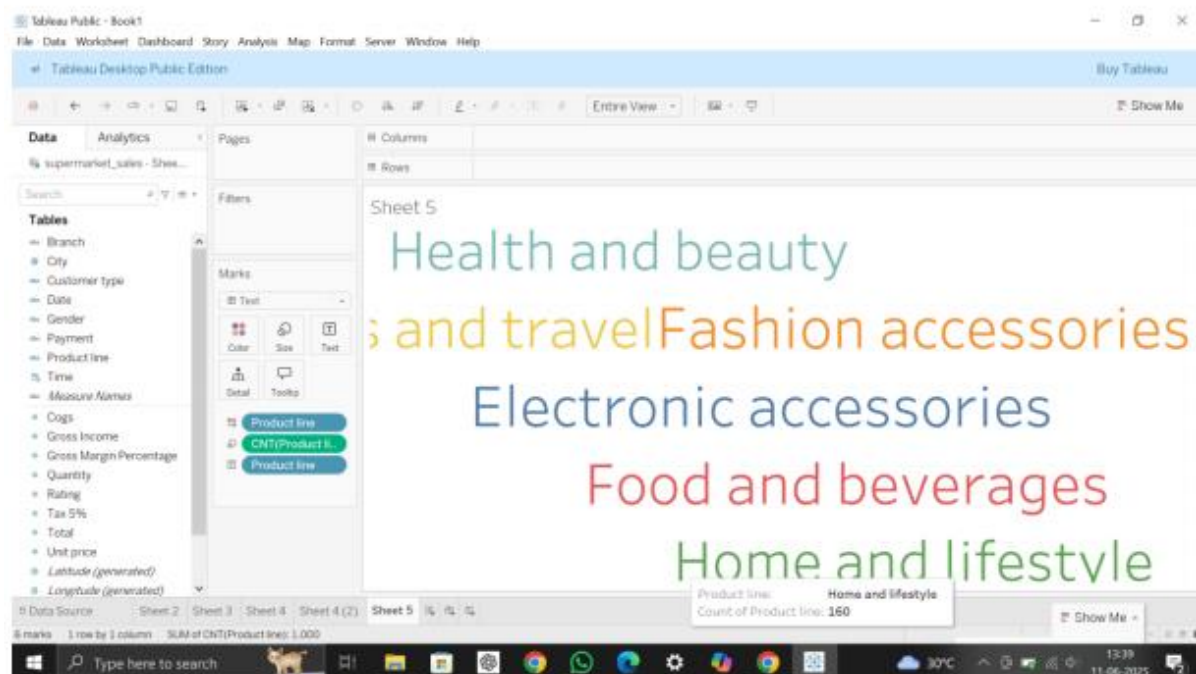 Tableau Public - Book1
File Data Worksheet Dashboard Story Analysis Map Format Server Window Help
Tableau Desktop Public Edition Buy Tableau
Entire View Show Me
Data Analytics Pages Columns
supermarket_sales - Shee... Rows
Search Filters
Sheet 5
Tables
Branch
City
Customer type
Date
Gender
Payment
Product line
Time
Measure Names
Cogs
Gross Income
Gross Margin Percentage
Quantity
Rating
Tax 5%
Total
Unit price
Latitude (generated)
Longitude (generated)
Marks
Text
Color Size Text
Detail Tooltip
Product line
CNT(Product li..
Product line
Health and beauty
s and travel Fashion accessories
Electronic accessories
Food and beverages
Home and lifestyle
Product line: Home and lifestyle
Count of Product line: 160
Data Source Sheet 2 Sheet 3 Sheet 4 Sheet 4 (2) Sheet 5 Show Me
6 marks 1 row by 1 column SUM of CNT(Product line): 1,000
Type here to search 30°C 13:39
11-06-2025